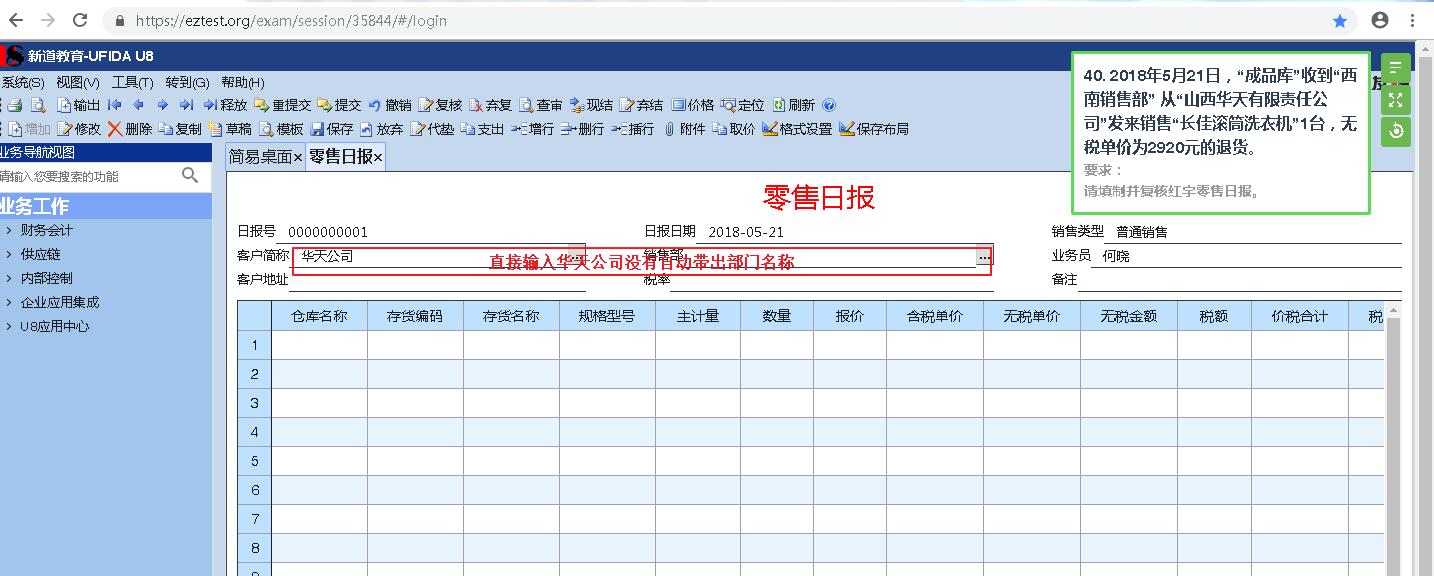 https://eztest.org/exam/session/35844/#/login
新道教育-UFIDA U8
系统(S) 视图(V) 工具(T) 转到(G) 帮助(H)
输出 释放 重提交 提交 撤销 复核 弃复 审核 现结 弃结 价格 定位 刷新
增加 修改 删除 复制 草稿 模板 保存 放弃 代垫 支出 增行 删行 插行 附件 取价 格式设置 保存布局
40. 2018年5月21日，“成品库”收到“西
南销售部” 从“山西华天有限责任公
司”发来销售“长佳滚筒洗衣机”1台，无
税单价为2920元的退货。
要求：
请填制并复核红字零售日报。
业务导航视图
请输入您要搜索的功能
业务工作
财务会计
供应链
内部控制
企业应用集成
U8应用中心
简易桌面× 零售日报×
零售日报
日报号 0000000001 日报日期 2018-05-21 销售类型 普通销售
客户简称 华天公司 ... 销售部 ... 业务员 何晓
直接输入华天公司没有自动带出部门名称
客户地址 税率 备注
仓库名称 存货编码 存货名称 规格型号 主计量 数量 报价 含税单价 无税单价 无税金额 税额 价税合计 税
1
2
3
4
5
6
7
8
9